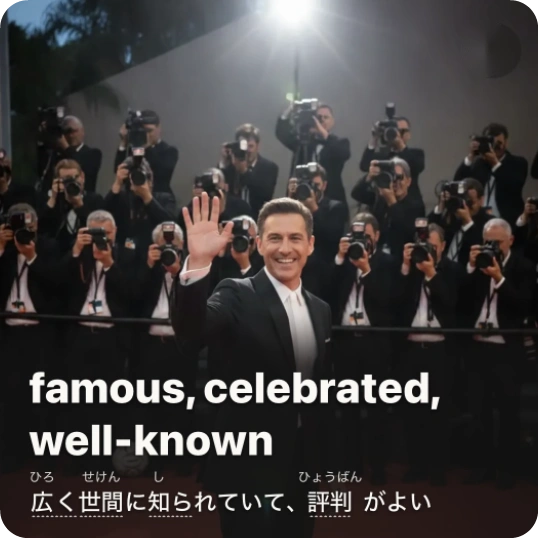 famous, celebrated,
well-known
ひろ せけん し ひょうばん
広く世間に知られていて、評判 がよい